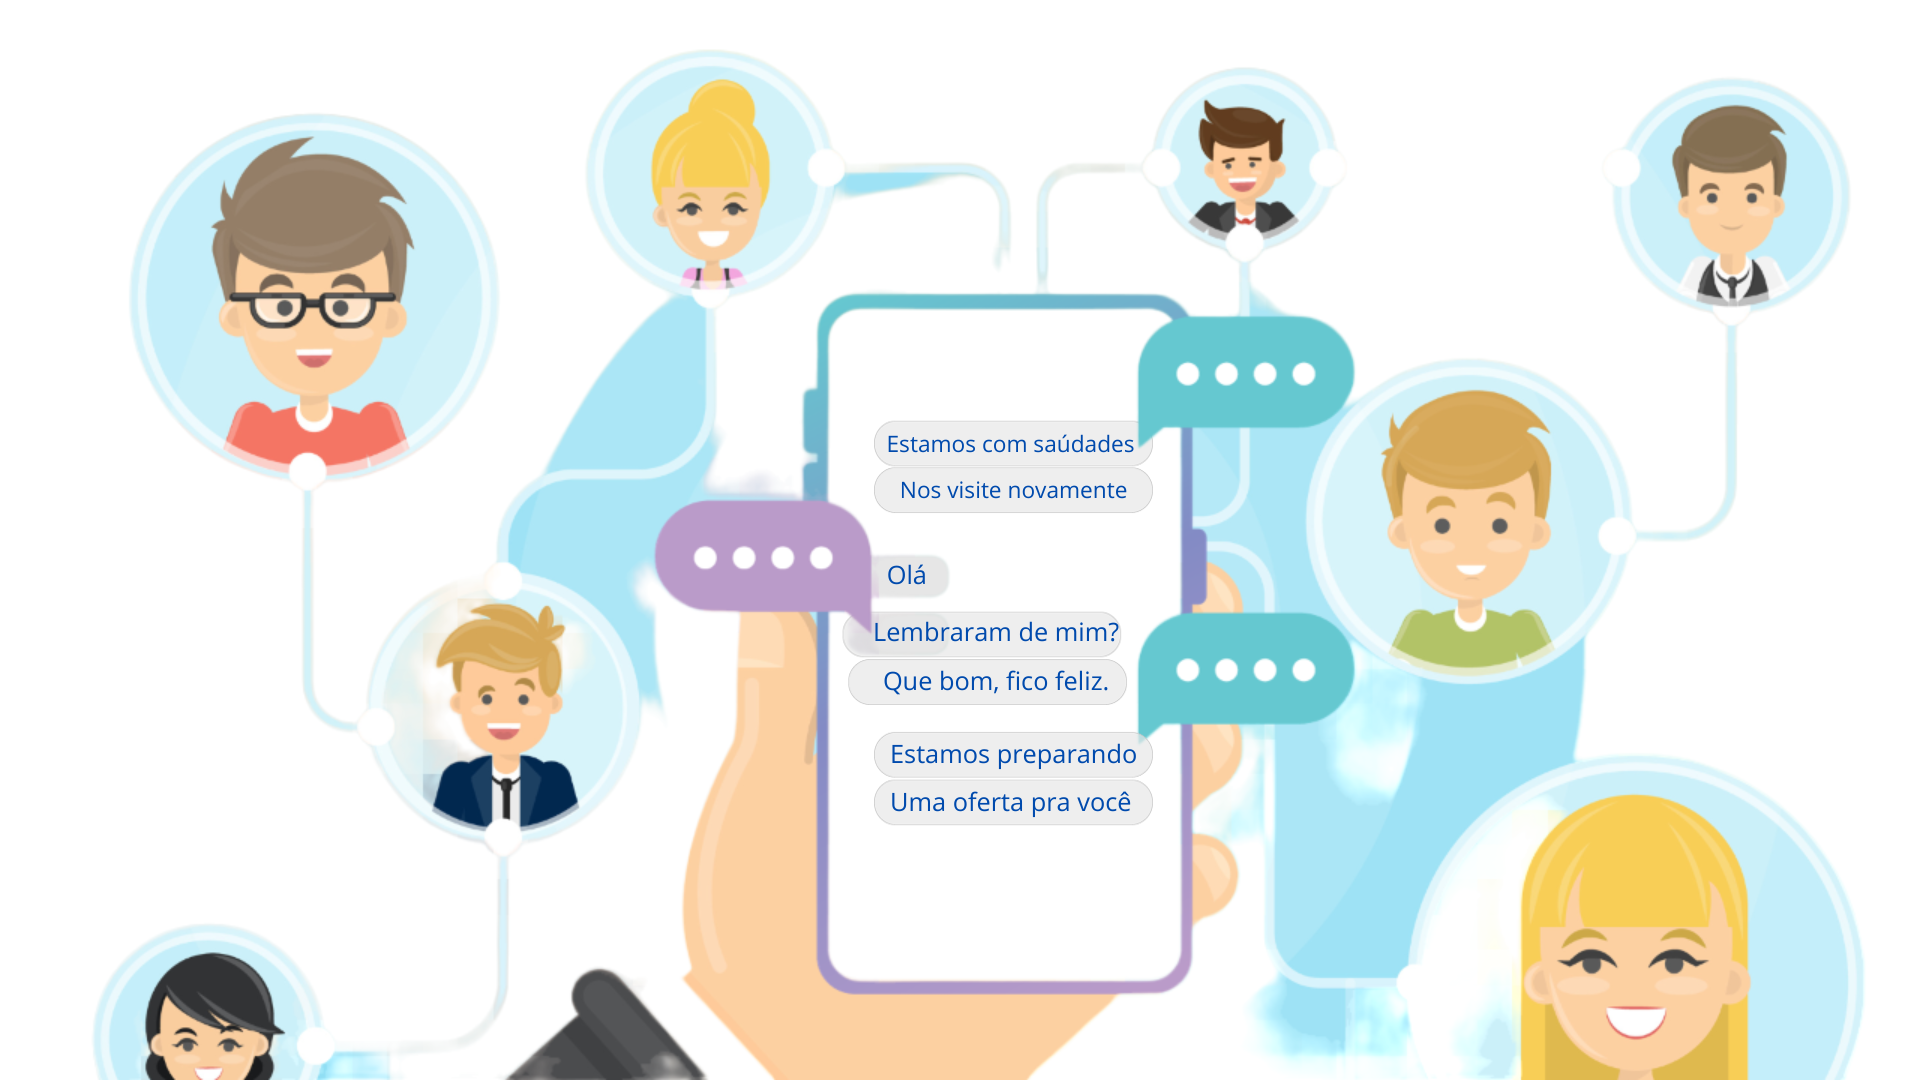 Estamos com saúdades
Nos visite novamente
Olá
Lembraram de mim?
Que bom, fico feliz.
Estamos preparando
Uma oferta pra você